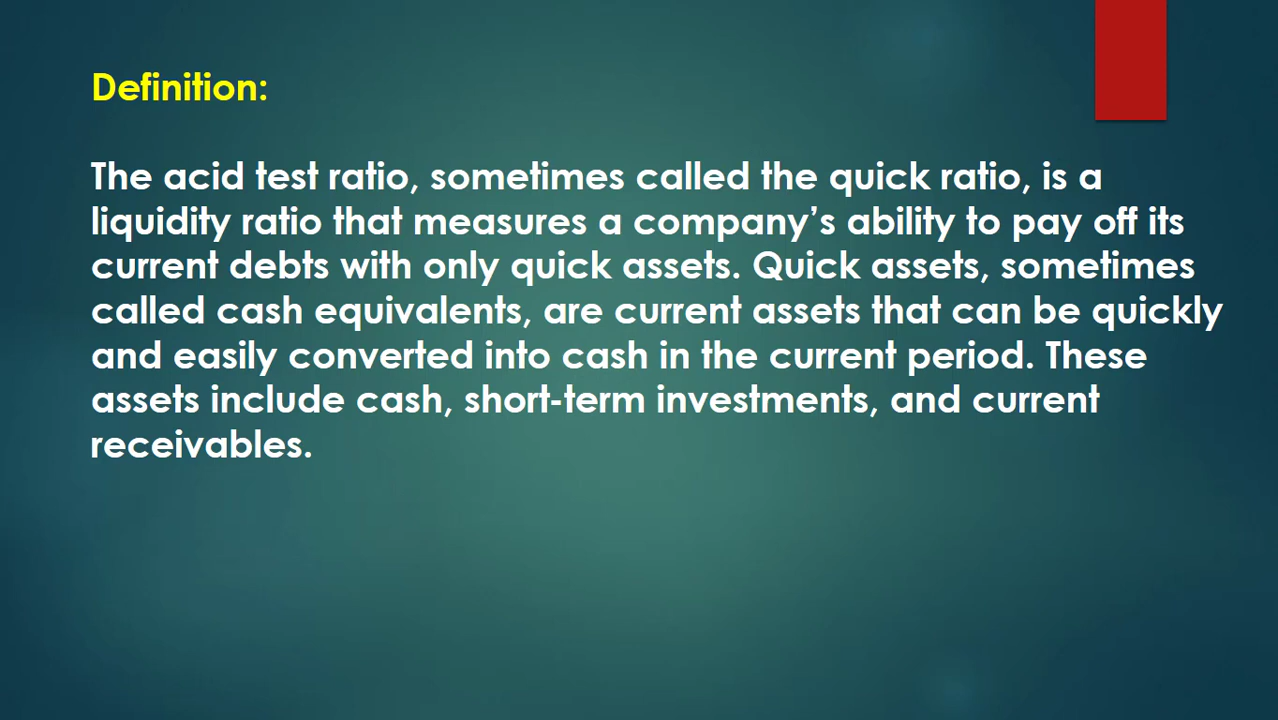 Definition:
The acid test ratio, sometimes called the quick ratio, is a
liquidity ratio that measures a company’s ability to pay off its
current debts with only quick assets. Quick assets, sometimes
called cash equivalents, are current assets that can be quickly
and easily converted into cash in the current period. These
assets include cash, short-term investments, and current
receivables.